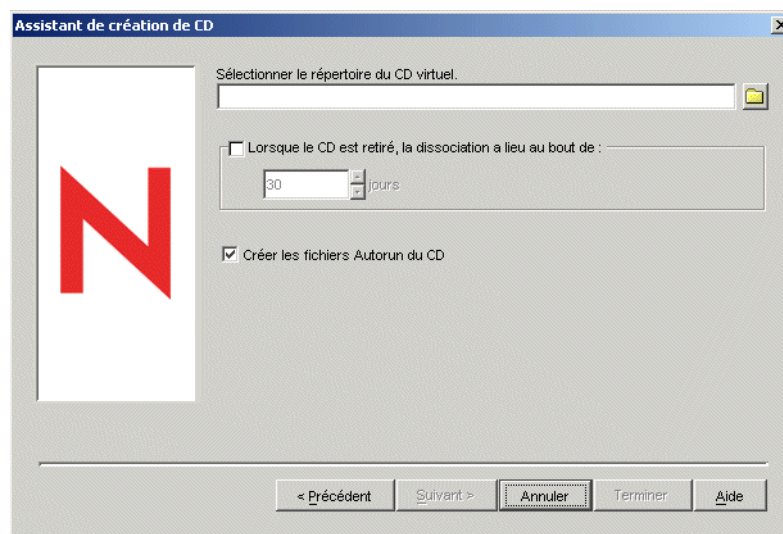 Assistant de création de CD
Sélectionner le répertoire du CD virtuel.
Lorsque le CD est retiré, la dissociation a lieu au bout de :
30 jours
Créer les fichiers Autorun du CD
< Précédent Suivant > Annuler Terminer Aide